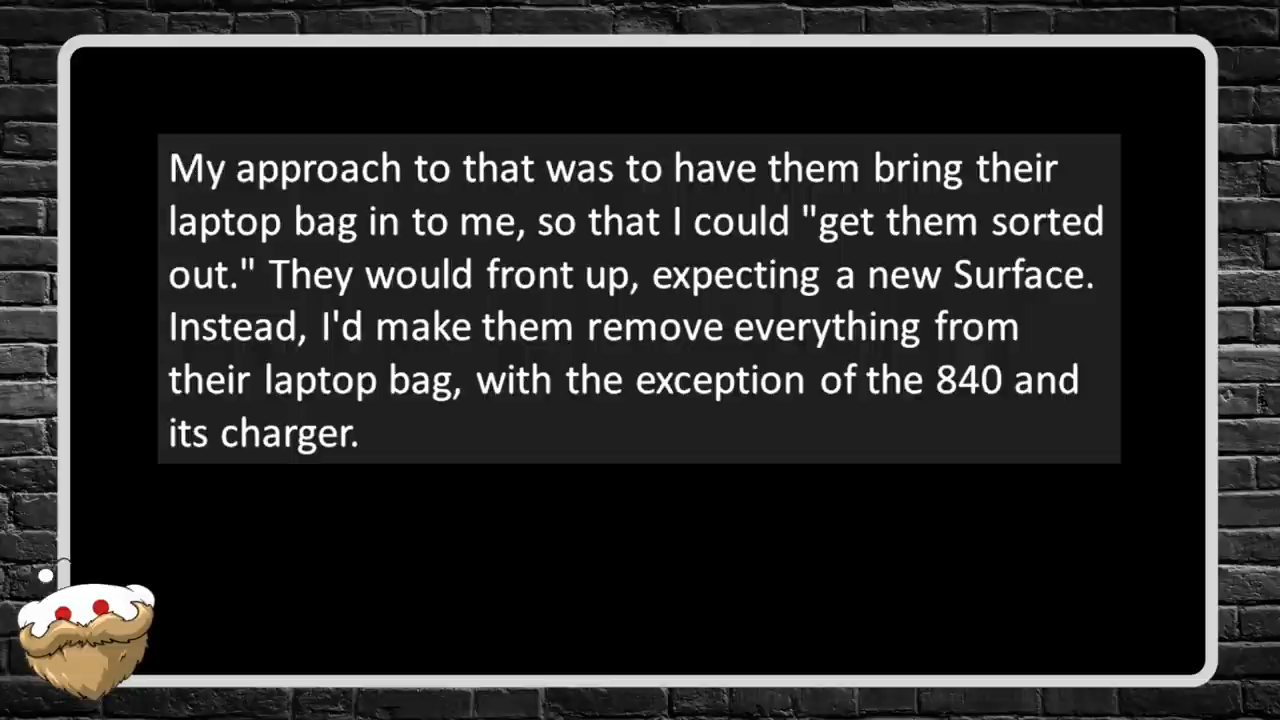 My approach to that was to have them bring their
laptop bag in to me, so that I could "get them sorted
out." They would front up, expecting a new Surface.
Instead, I'd make them remove everything from
their laptop bag, with the exception of the 840 and
its charger.